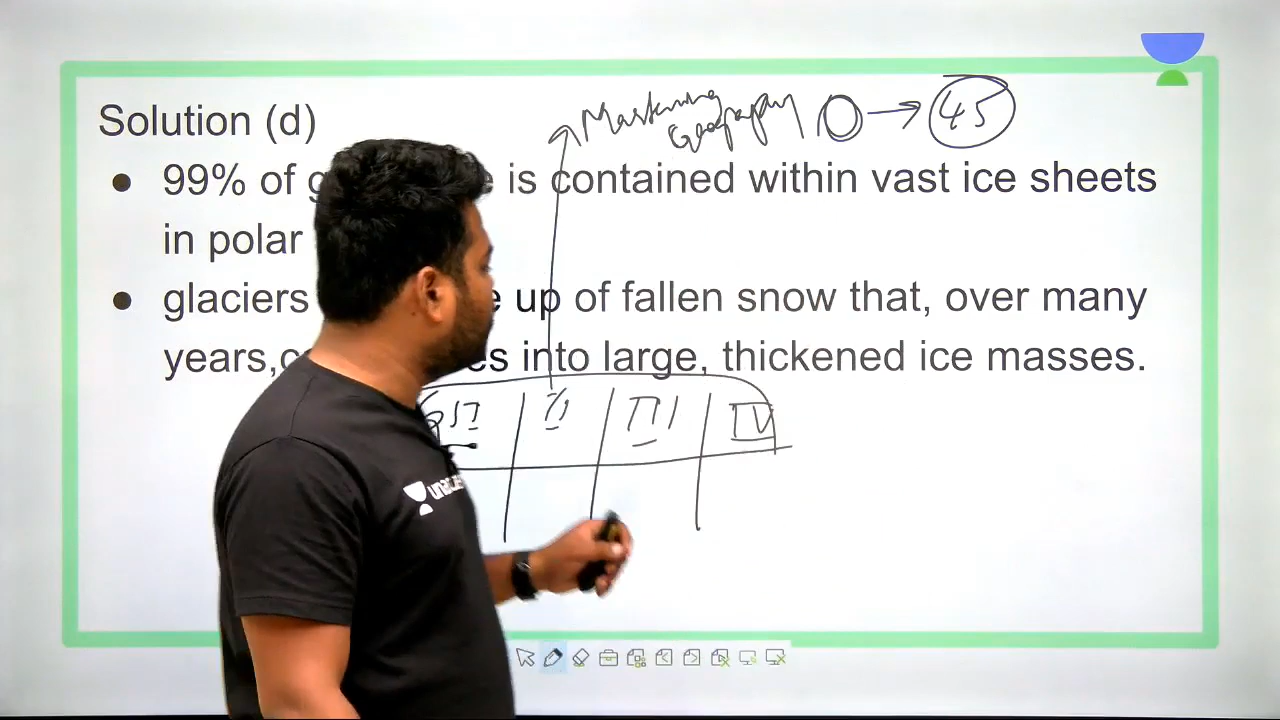 Solution (d)
Mastering
Geography O → 45
● 99% of g e is contained within vast ice sheets
in polar
● glaciers e up of fallen snow that, over many
years,c es into large, thickened ice masses.
II III IV
una